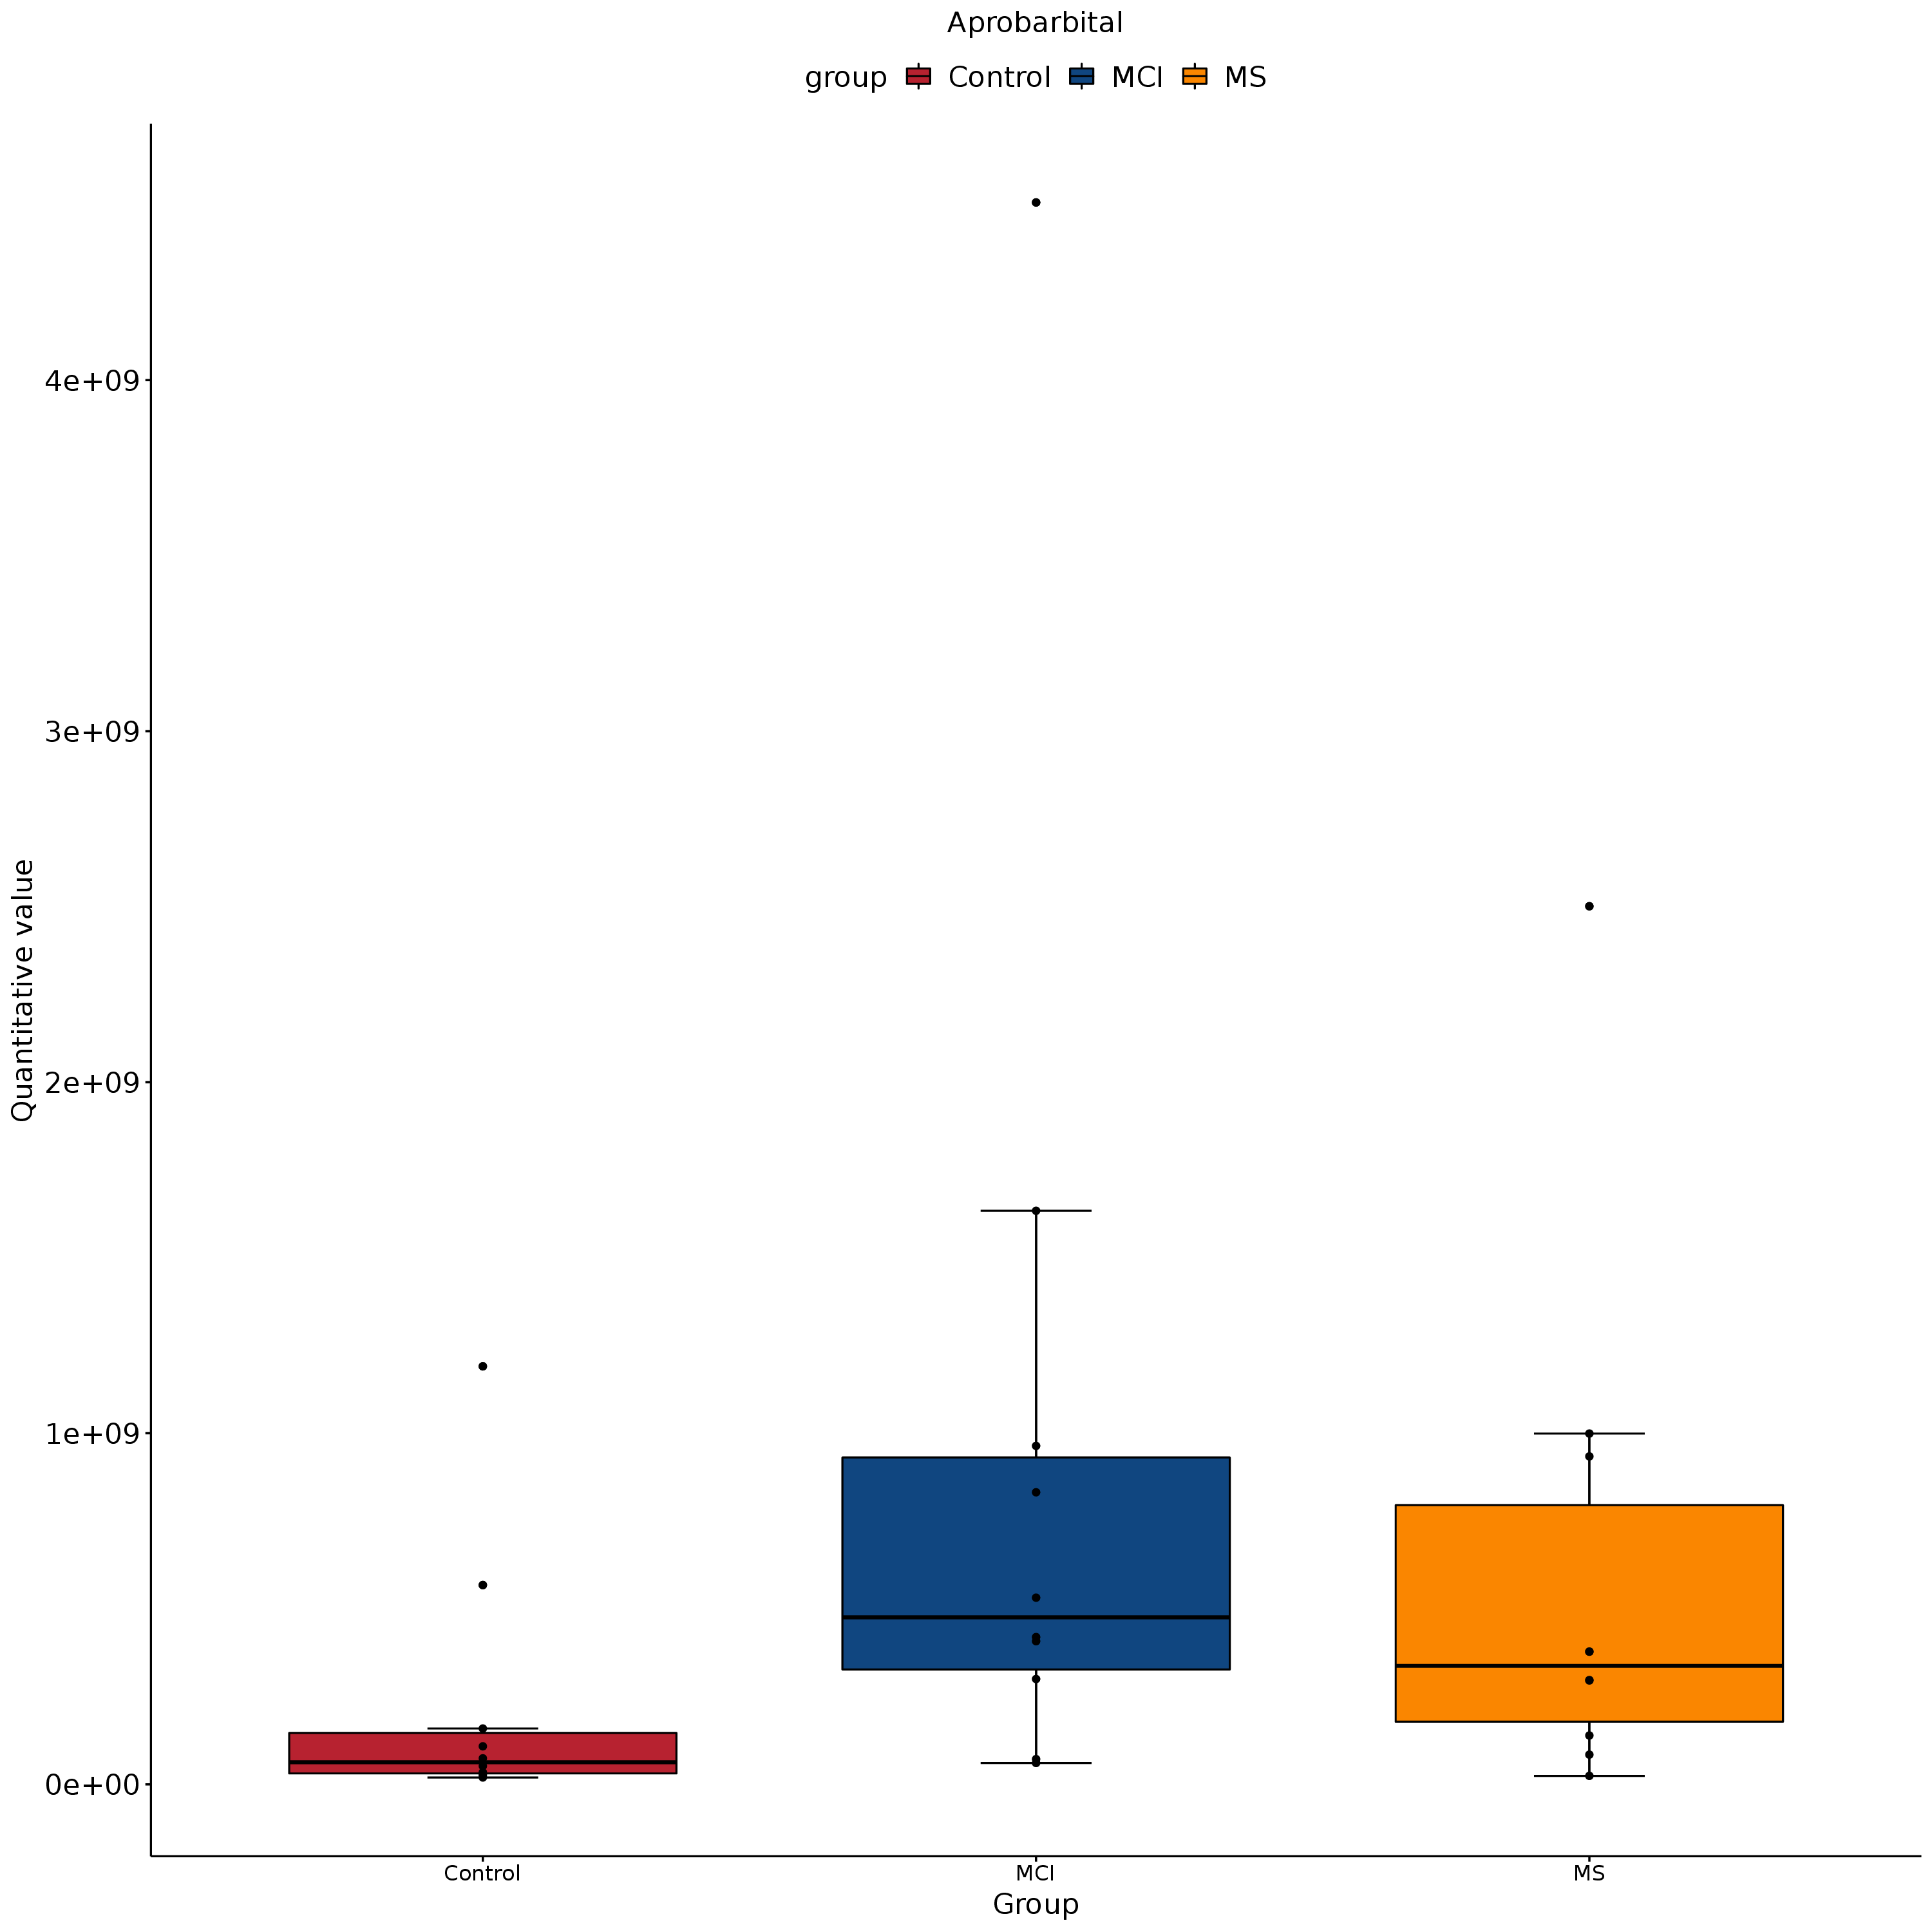 Aprobarbital
group Control MCI MS
4e+09
3e+09
2e+09
1e+09
0e+00
Quantitative value
Control MCI MS
Group